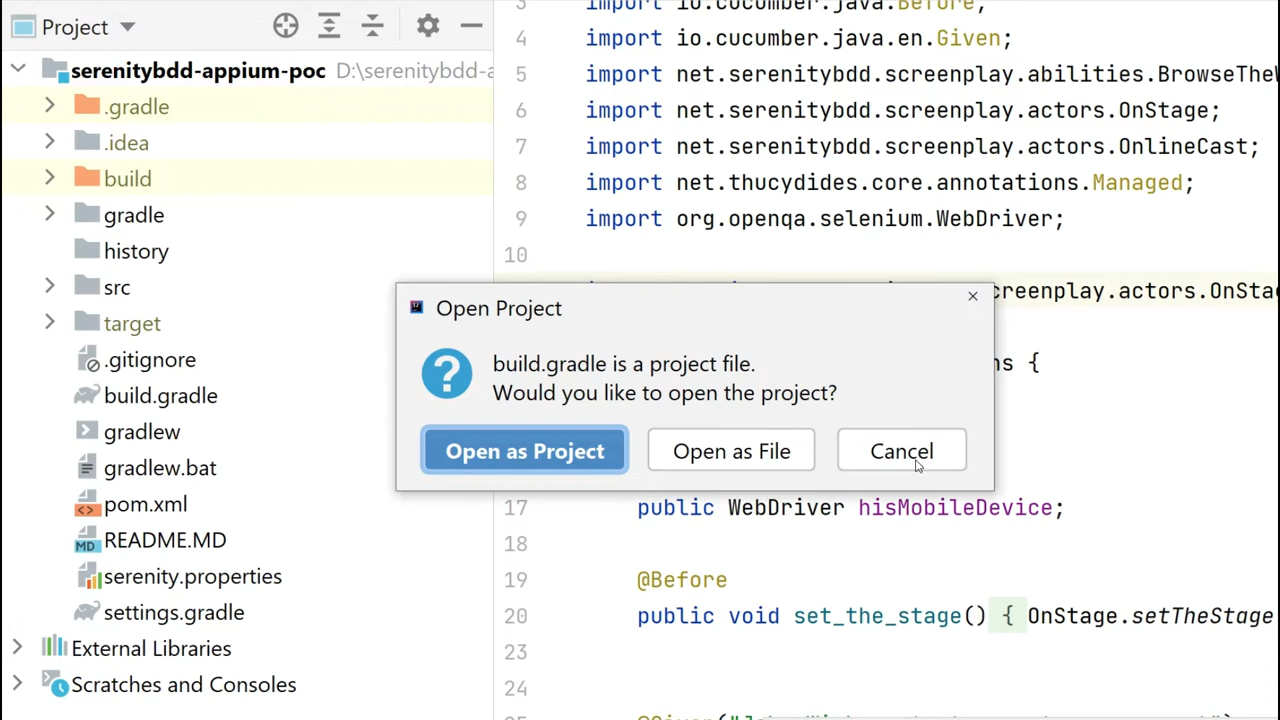 Project
serenitybdd-appium-poc D:\serenitybdd-a
.gradle
.idea
build
gradle
history
src
target
.gitignore
build.gradle
gradlew
gradlew.bat
pom.xml
MD README.MD
serenity.properties
settings.gradle
External Libraries
Scratches and Consoles
3 import io.cucumber.java.Before;
4 import io.cucumber.java.en.Given;
5 import net.serenitybdd.screenplay.abilities.BrowseTheW
6 import net.serenitybdd.screenplay.actors.OnStage;
7 import net.serenitybdd.screenplay.actors.OnlineCast;
8 import net.thucydides.core.annotations.Managed;
9 import org.openqa.selenium.WebDriver;
10
creenplay.actors.OnSta
ns {
Open Project
build.gradle is a project file.
Would you like to open the project?
Open as Project Open as File Cancel
17 public WebDriver hisMobileDevice;
18
19 @Before
20 public void set_the_stage() { OnStage.setTheStage
23
24